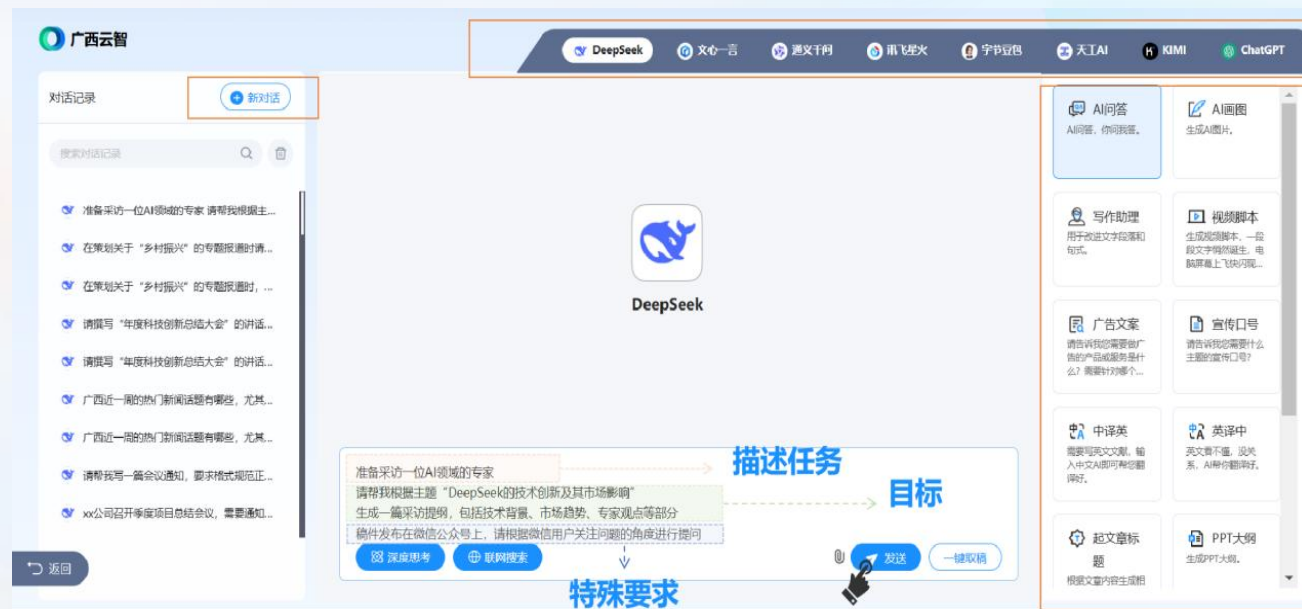 广西云智
DeepSeek
文心一言
通义千问
讯飞星火
字节豆包
天工AI
KIMI
ChatGPT
对话记录
新对话
搜索对话记录
准备采访一位AI领域的专家 请帮我根据主...
在策划关于“乡村振兴”的专题报道时请...
在策划关于“乡村振兴”的专题报道时，...
请撰写“年度科技创新总结大会”的讲话...
请撰写“年度科技创新总结大会”的讲话...
广西近一周的热门新闻话题有哪些，尤其...
广西近一周的热门新闻话题有哪些，尤其...
请帮我写一篇会议通知，要求格式规范正...
xx公司召开季度项目总结会议，需要通知...
返回
DeepSeek
准备采访一位AI领域的专家
描述任务
请帮我根据主题“DeepSeek的技术创新及其市场影响”
生成一篇采访提纲，包括技术背景、市场趋势、专家观点等部分
目标
稿件发布在微信公众号上，请根据微信用户关注问题的角度进行提问
深度思考
联网搜索
发送
一键取稿
特殊要求
AI问答
AI问答，你问我答。
AI画图
生成AI图片。
写作助理
用于改进文字段落和
句式。
视频脚本
生成视频脚本，一段
段文字悄然诞生，电
脑屏幕上飞快闪现...
广告文案
请告诉我您需要做广
告的产品或服务是什
么？需要针对哪个...
宣传口号
请告诉我您需要什么
主题的宣传口号？
中译英
需要写英文文献，输
入中文AI即可帮您翻
译好。
英译中
英文看不懂，没关
系，AI帮你翻译好。
起文章标
题
根据文章内容生成相
PPT大纲
生成PPT大纲。